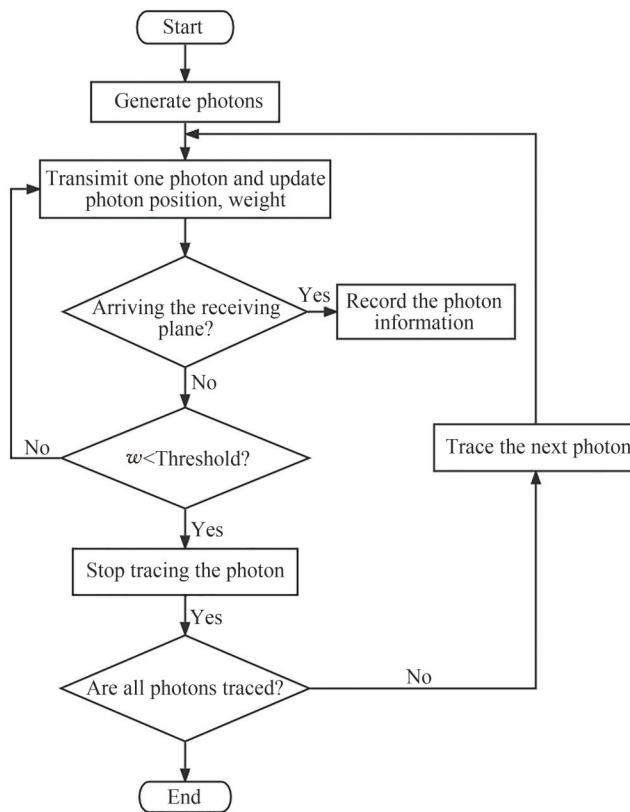 Start
Generate photons
Transimit one photon and update
photon position, weight
Arriving the receiving
plane?
Yes
Record the photon
information
No
No
w<Threshold?
Trace the next photon
Yes
Stop tracing the photon
Yes
Are all photons traced?
No
End